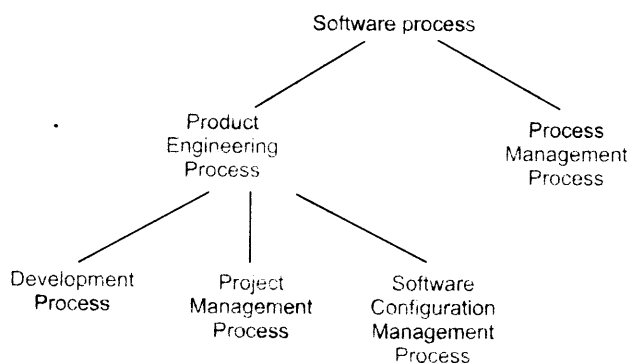 Software process
Product
Engineering
Process
Process
Management
Process
Development
Process
Project
Management
Process
Software
Configuration
Management
Process